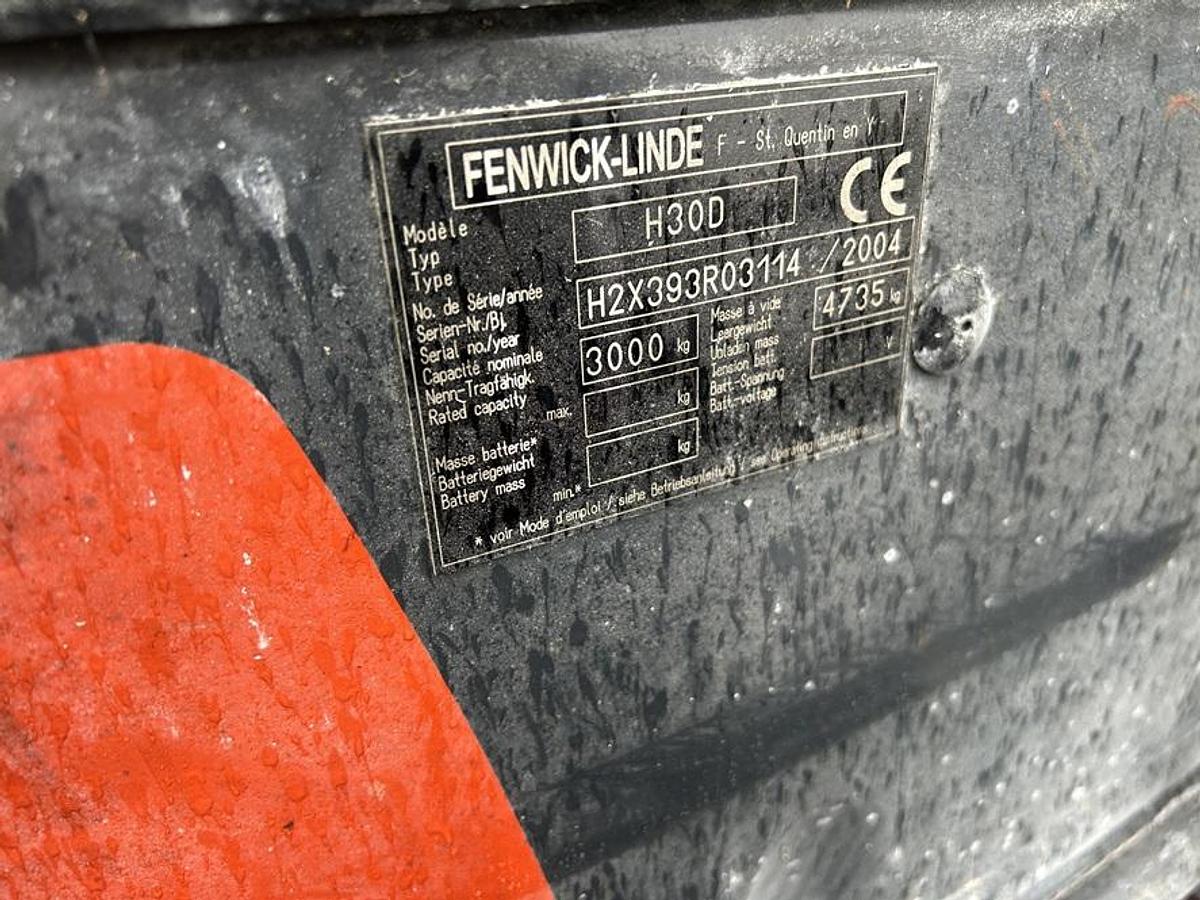 FENWICK-LINDE F - St. Quentin en Y
CE
Modèle
Typ
Type
H30D
No. de Série/année
Serien-Nr./Bj.
Serial no./year
H2X393R03114 /2004
Capacité nominale
Nenn-Tragfähigk.
Rated capacity
3000 kg
Masse à vide
Leergewicht
Unladen mass
4735 kg
Tension batt.
Batt.-Spannung
Batt.-voltage
V
max. kg
Masse batterie*
Batteriegewicht
Battery mass
min.* kg
* voir Mode d'emploi / siehe Betriebsanleitung / see Operating instructions